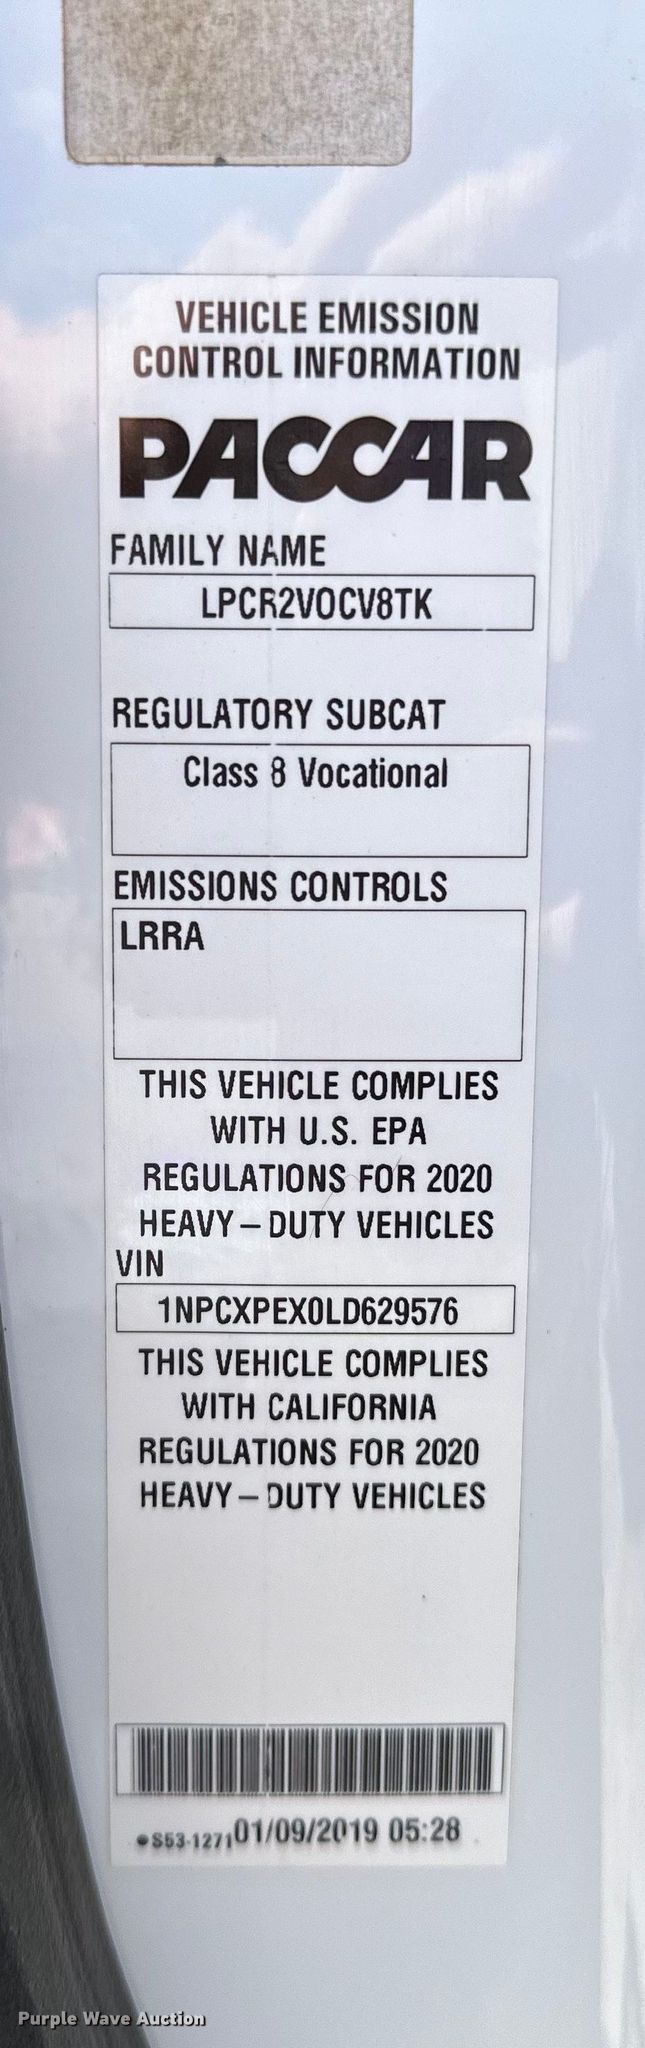 VEHICLE EMISSION
CONTROL INFORMATION
PACCAR
FAMILY NAME
LPCR2VOCV8TK
REGULATORY SUBCAT
Class 8 Vocational
EMISSIONS CONTROLS
LRRA
THIS VEHICLE COMPLIES
WITH U.S. EPA
REGULATIONS FOR 2020
HEAVY – DUTY VEHICLES
VIN
1NPCXPEX0LD629576
THIS VEHICLE COMPLIES
WITH CALIFORNIA
REGULATIONS FOR 2020
HEAVY – DUTY VEHICLES
S53-1271 01/09/2019 05:28
Purple Wave Auction